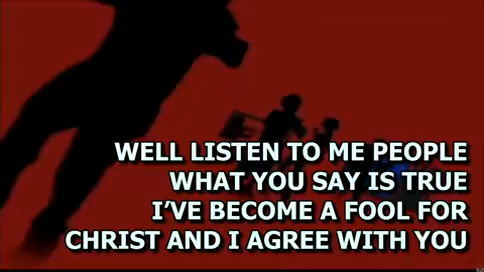 WELL LISTEN TO ME PEOPLE
WHAT YOU SAY IS TRUE
I'VE BECOME A FOOL FOR
CHRIST AND I AGREE WITH YOU